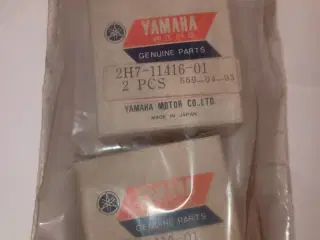 YAMAHA
GENUINE PARTS
2H7-11416-01
2 PCS
YAMAHA MOTOR CO.,LTD.
MADE IN JAPAN
YAMAHA
GENUINE PARTS